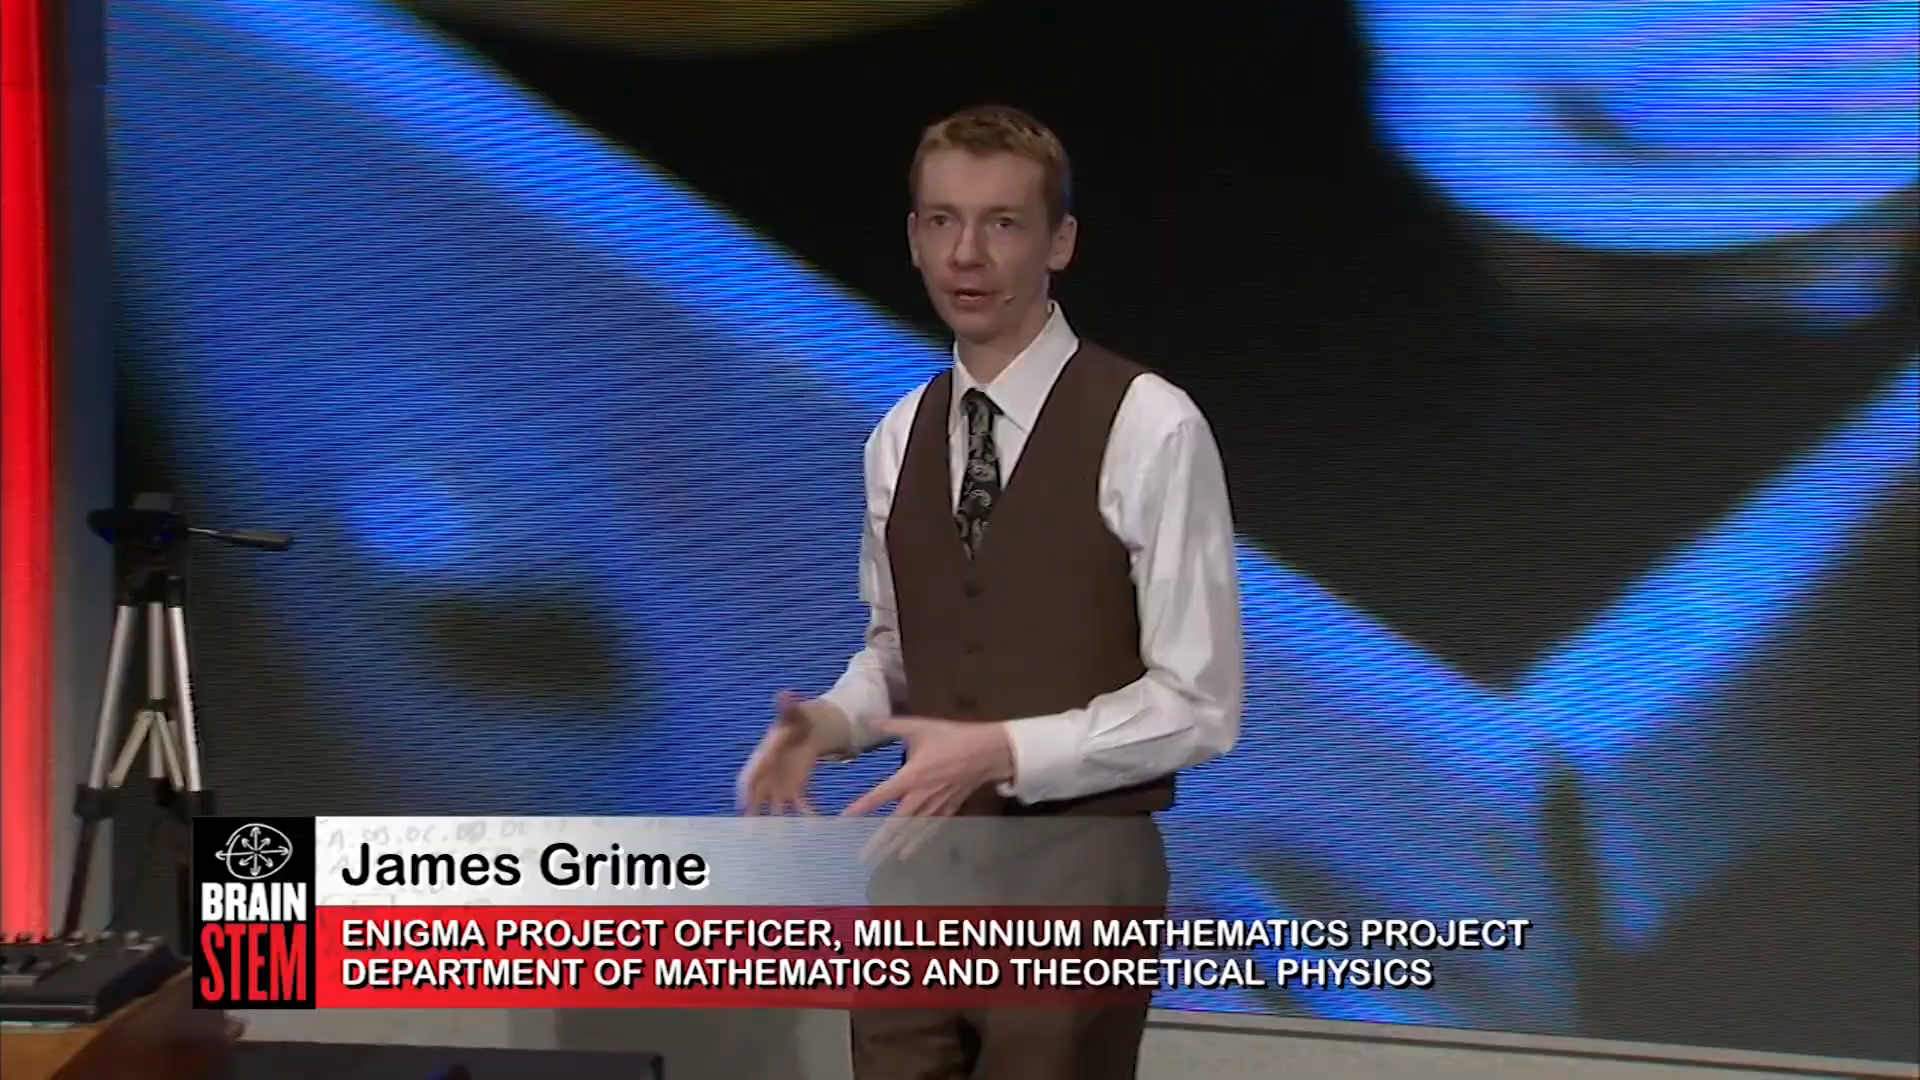 BRAIN
STEM
James Grime
ENIGMA PROJECT OFFICER, MILLENNIUM MATHEMATICS PROJECT
DEPARTMENT OF MATHEMATICS AND THEORETICAL PHYSICS